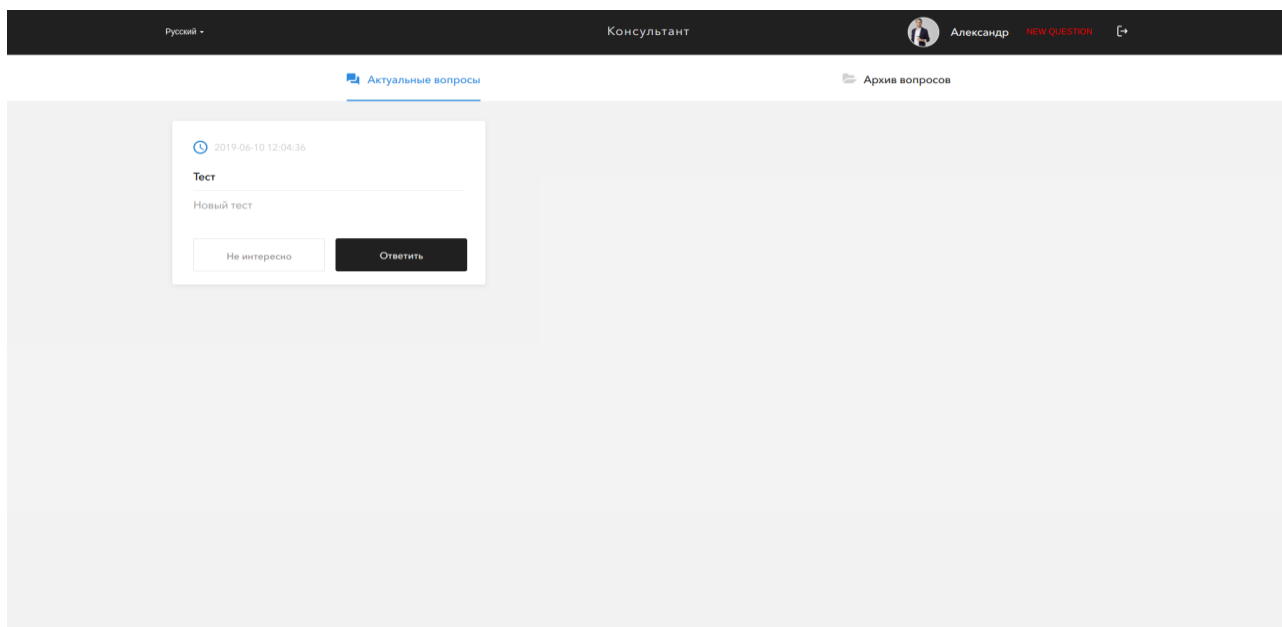 Русский
Консультант
Александр
NEW QUESTION
Актуальные вопросы
Архив вопросов
2019-06-10 12:04:36
Тест
Новый тест
Не интересно
Ответить